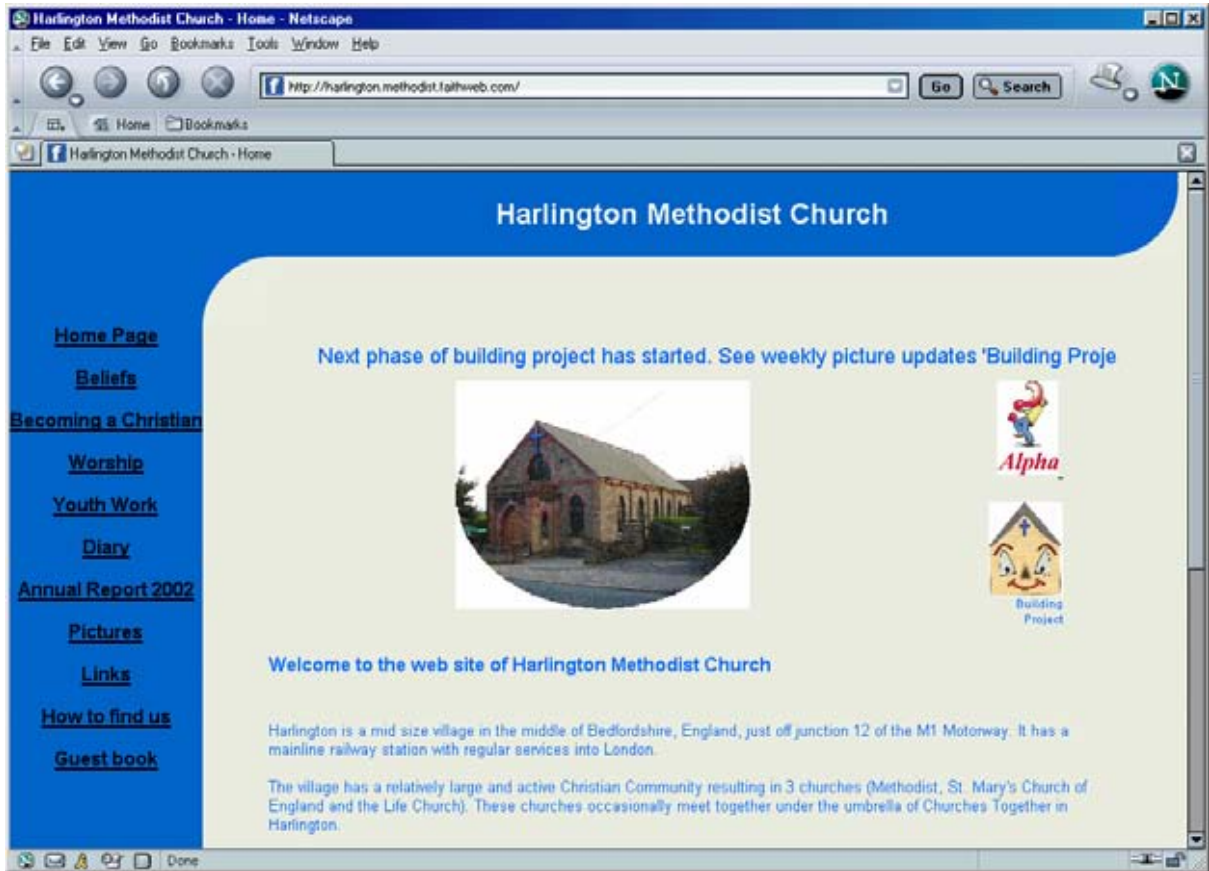 Harlington Methodist Church - Home - Netscape
File Edit View Go Bookmarks Tools Window Help
http://harlington.methodist.faithweb.com/ Go Search N
Home Bookmarks
Harlington Methodist Church - Home
Harlington Methodist Church
Home Page
Beliefs
Becoming a Christian
Worship
Youth Work
Diary
Annual Report 2002
Pictures
Links
How to find us
Guest book
Next phase of building project has started. See weekly picture updates 'Building Proje
Alpha
Building
Project
Welcome to the web site of Harlington Methodist Church
Harlington is a mid size village in the middle of Bedfordshire, England, just off junction 12 of the M1 Motorway. It has a
mainline railway station with regular services into London.
The village has a relatively large and active Christian Community resulting in 3 churches (Methodist, St. Mary's Church of
England and the Life Church). These churches occasionally meet together under the umbrella of Churches Together in
Harlington.
Done